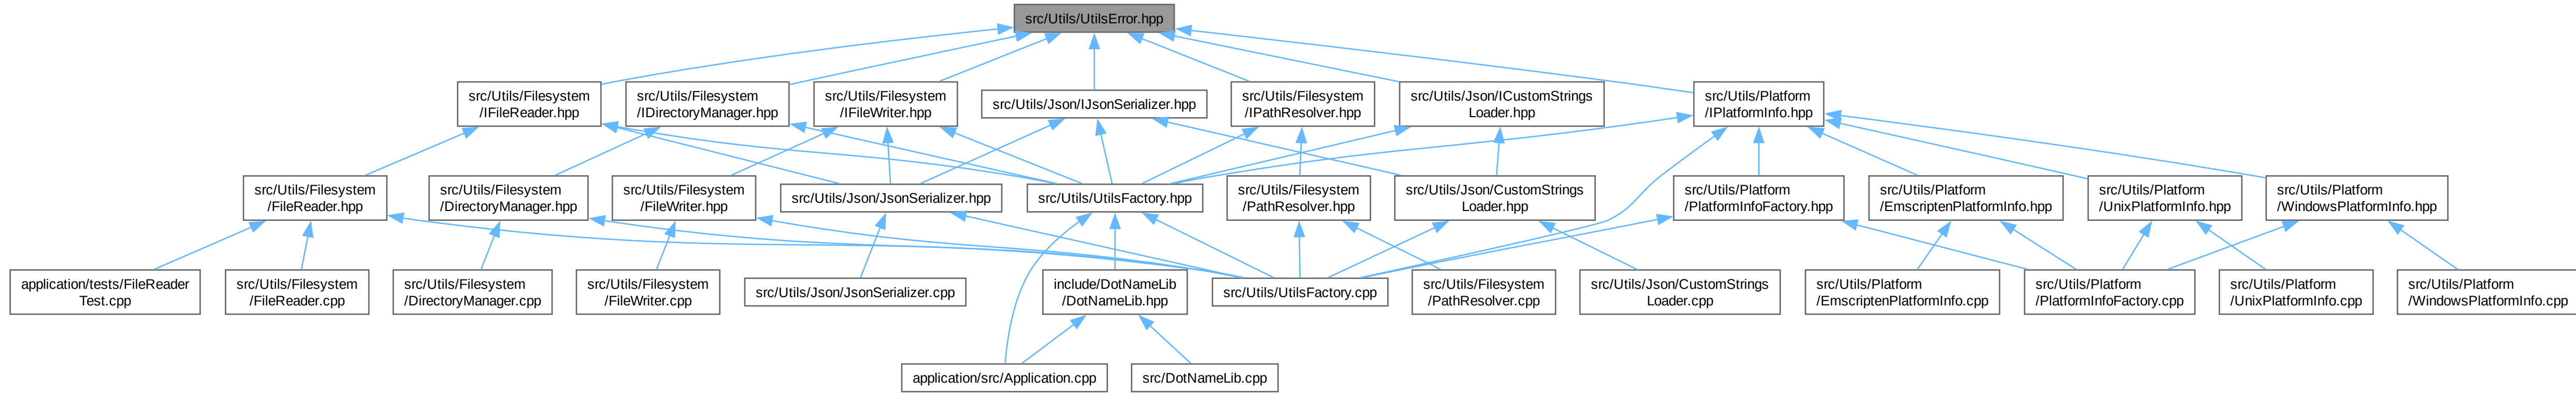 src/Utils/UtilsError.hpp
src/Utils/Filesystem
/IFileReader.hpp
src/Utils/Filesystem
/IDirectoryManager.hpp
src/Utils/Filesystem
/IFileWriter.hpp
src/Utils/Json/IJsonSerializer.hpp
src/Utils/Filesystem
/IPathResolver.hpp
src/Utils/Json/ICustomStrings
Loader.hpp
src/Utils/Platform
/IPlatformInfo.hpp
src/Utils/Filesystem
/FileReader.hpp
src/Utils/Filesystem
/DirectoryManager.hpp
src/Utils/Filesystem
/FileWriter.hpp
src/Utils/Json/JsonSerializer.hpp
src/Utils/UtilsFactory.hpp
src/Utils/Filesystem
/PathResolver.hpp
src/Utils/Json/CustomStrings
Loader.hpp
src/Utils/Platform
/PlatformInfoFactory.hpp
src/Utils/Platform
/EmscriptenPlatformInfo.hpp
src/Utils/Platform
/UnixPlatformInfo.hpp
src/Utils/Platform
/WindowsPlatformInfo.hpp
application/tests/FileReader
Test.cpp
src/Utils/Filesystem
/FileReader.cpp
src/Utils/Filesystem
/DirectoryManager.cpp
src/Utils/Filesystem
/FileWriter.cpp
src/Utils/Json/JsonSerializer.cpp
include/DotNameLib
/DotNameLib.hpp
src/Utils/UtilsFactory.cpp
src/Utils/Filesystem
/PathResolver.cpp
src/Utils/Json/CustomStrings
Loader.cpp
src/Utils/Platform
/EmscriptenPlatformInfo.cpp
src/Utils/Platform
/PlatformInfoFactory.cpp
src/Utils/Platform
/UnixPlatformInfo.cpp
src/Utils/Platform
/WindowsPlatformInfo.cpp
application/src/Application.cpp
src/DotNameLib.cpp